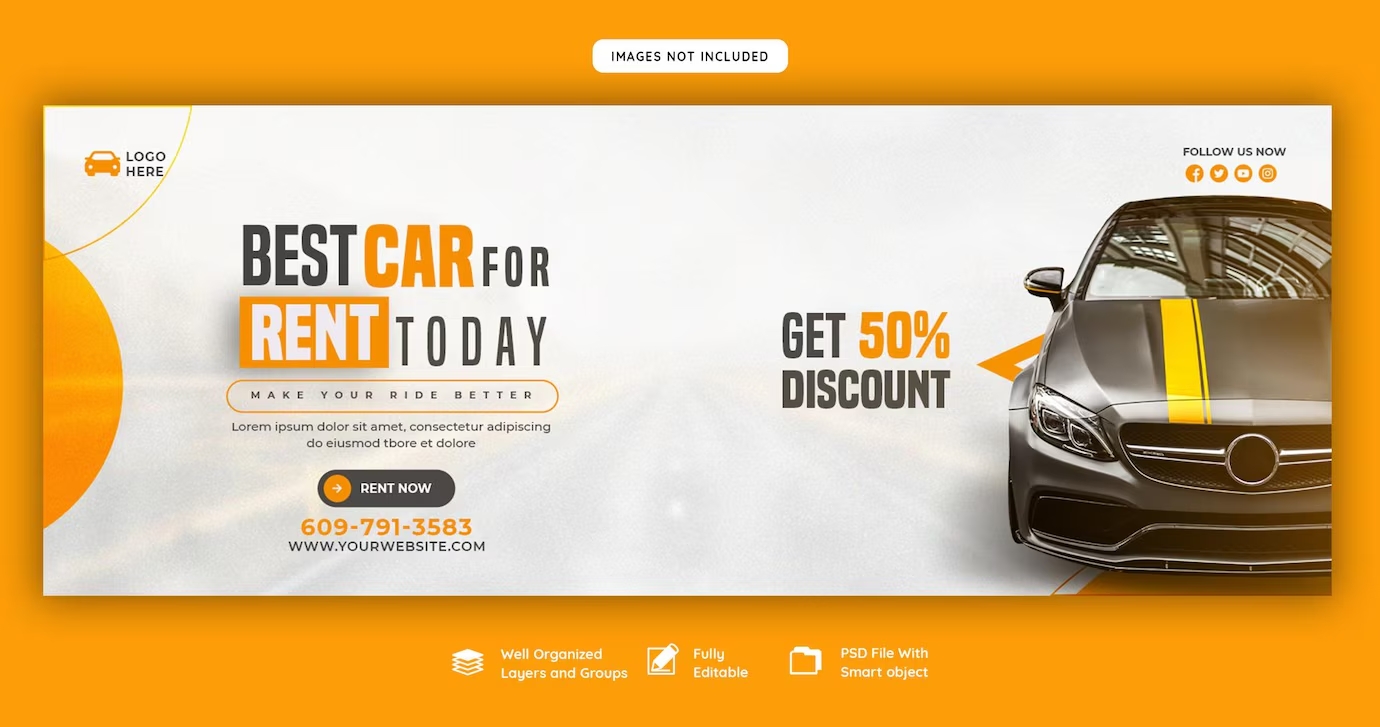 IMAGES NOT INCLUDED
LOGO
HERE
FOLLOW US NOW
BEST CAR FOR
RENT TODAY
MAKE YOUR RIDE BETTER
Lorem ipsum dolor sit amet, consectetur adipiscing
do eiusmod tbore et dolore
RENT NOW
609-791-3583
WWW.YOURWEBSITE.COM
GET 50%
DISCOUNT
Well Organized
Layers and Groups
Fully
Editable
PSD File With
Smart object